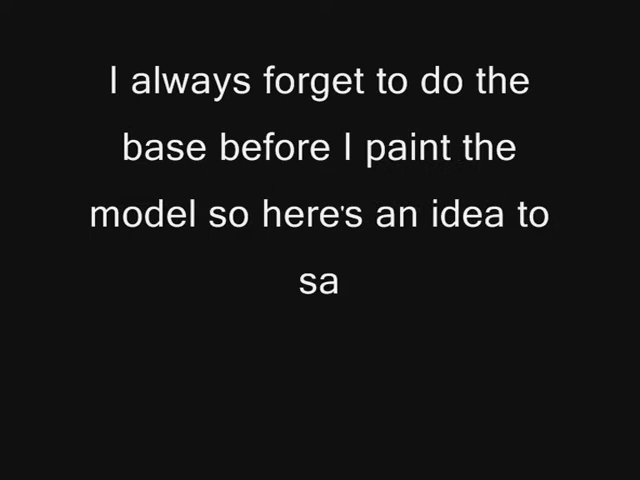 I always forget to do the
base before I paint the
model so here's an idea to
sa